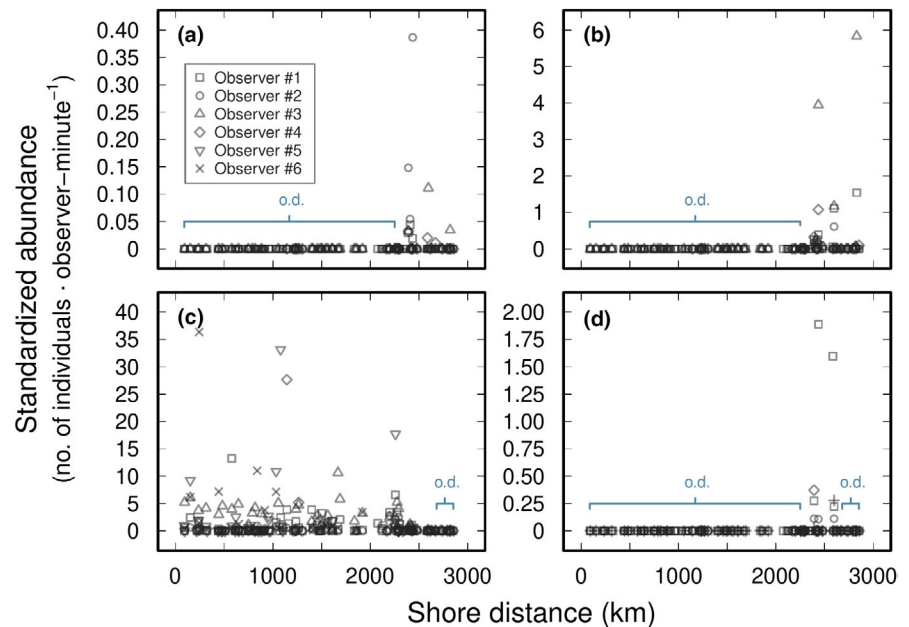 Standardized abundance
(no. of individuals · observer−minute⁻¹)
(a)
0.40
0.35
0.30
0.25
0.20
0.15
0.10
0.05
0
Observer #1
Observer #2
Observer #3
Observer #4
Observer #5
Observer #6
o.d.
(b)
6
5
4
3
2
1
0
o.d.
(c)
40
35
30
25
20
15
10
5
0
o.d.
0 1000 2000 3000
(d)
2.00
1.75
1.50
1.25
1.00
0.75
0.50
0.25
0
o.d.
o.d.
0 1000 2000 3000
Shore distance (km)